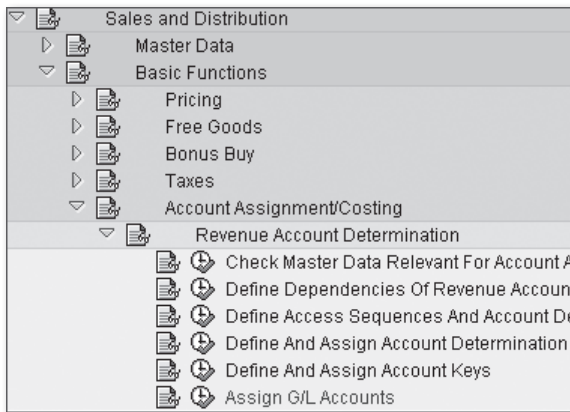 Sales and Distribution
Master Data
Basic Functions
Pricing
Free Goods
Bonus Buy
Taxes
Account Assignment/Costing
Revenue Account Determination
Check Master Data Relevant For Account A
Define Dependencies Of Revenue Accoun
Define Access Sequences And Account De
Define And Assign Account Determination
Define And Assign Account Keys
Assign G/L Accounts